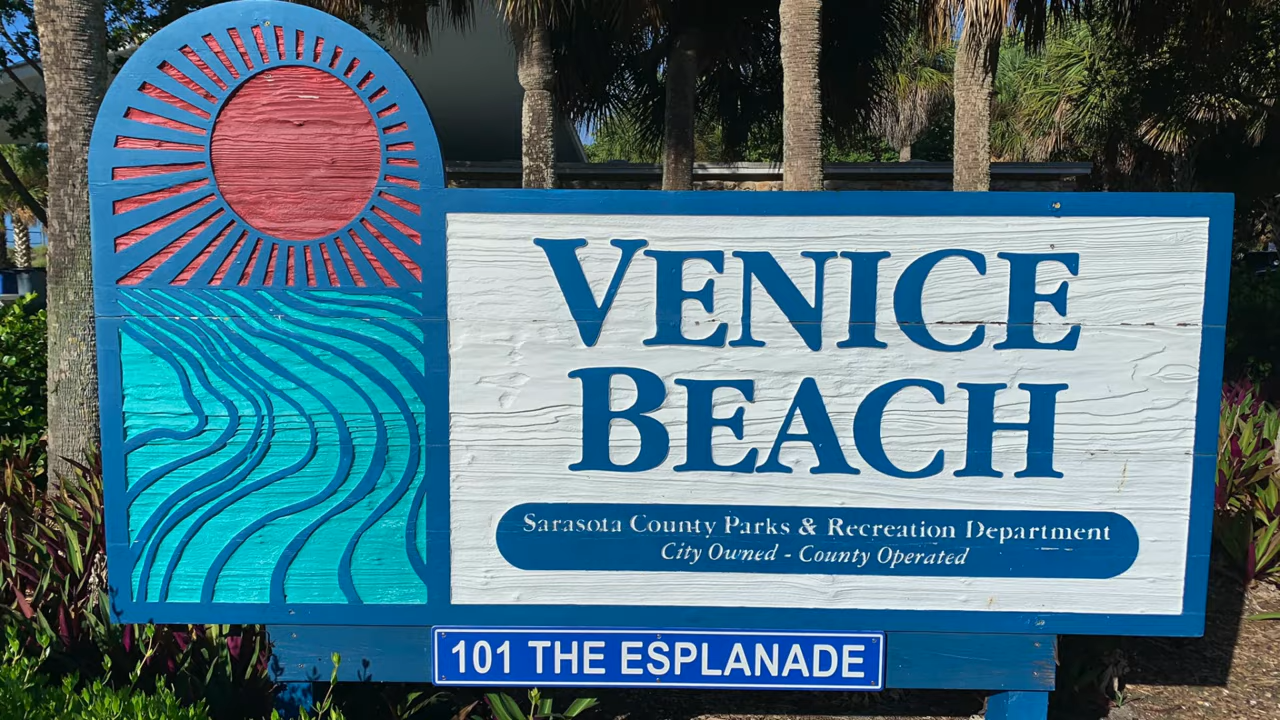 VENICE
BEACH
Sarasota County Parks & Recreation Department
City Owned - County Operated
101 THE ESPLANADE